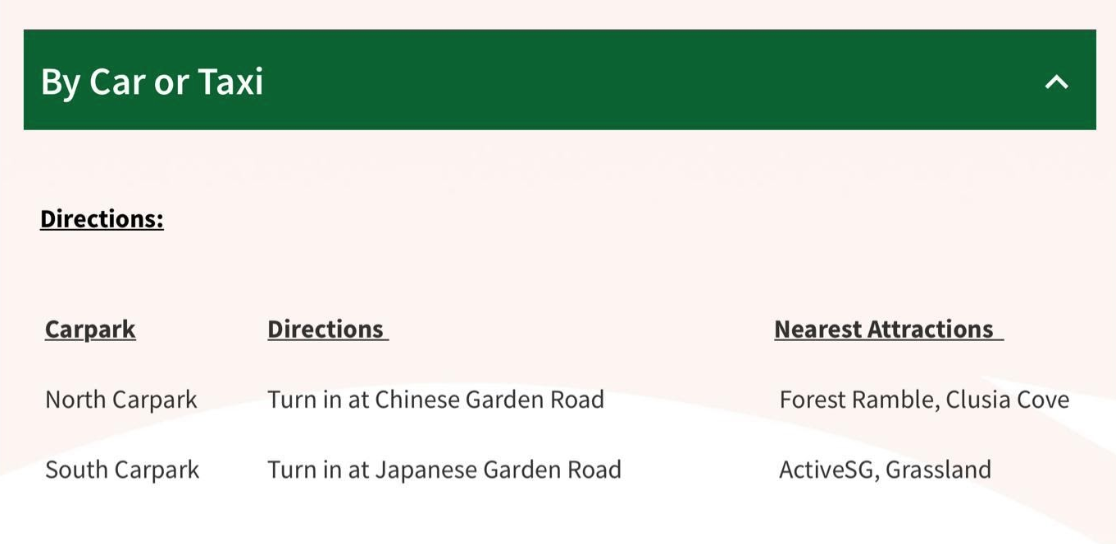 By Car or Taxi
Directions:
Carpark Directions Nearest Attractions
North Carpark Turn in at Chinese Garden Road Forest Ramble, Clusia Cove
South Carpark Turn in at Japanese Garden Road ActiveSG, Grassland